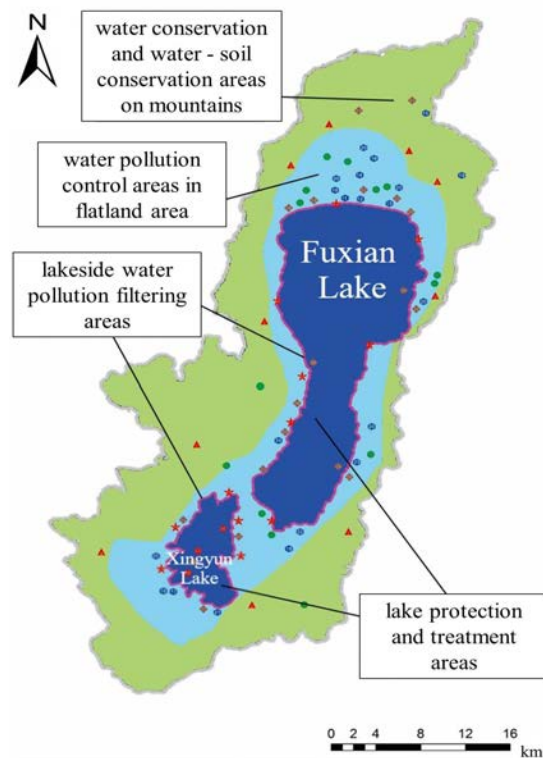 N
water conservation
and water - soil
conservation areas
on mountains
water pollution
control areas in
flatland area
Fuxian
Lake
lakeside water
pollution filtering
areas
Xingyun
Lake
lake protection
and treatment
areas
0 2 4 8 12 16
km